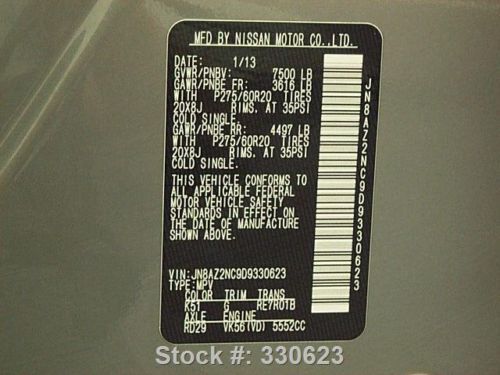 MFD BY NISSAN MOTOR CO.,LTD.
DATE: 1/13
GVWR/PNBV: 7500 LB
GAWR/PNBE FR: 3616 LB
WITH P275/60R20 TIRES
20X8J RIMS, AT 35PSI
COLD SINGLE.
GAWR/PNBE RR: 4497 LB
WITH P275/60R20 TIRES
20X8J RIMS, AT 35PSI
COLD SINGLE.
THIS VEHICLE CONFORMS TO
ALL APPLICABLE FEDERAL
MOTOR VEHICLE SAFETY
STANDARDS IN EFFECT ON
THE DATE OF MANUFACTURE
SHOWN ABOVE.
VIN:JN8AZ2NC9D9330623
TYPE:MPV
COLOR TRIM TRANS
K51 G RE7R01B
AXLE ENGINE
RD29 VK56(VD) 5552CC
JN8AZ2NC9D9330623
Stock #: 330623